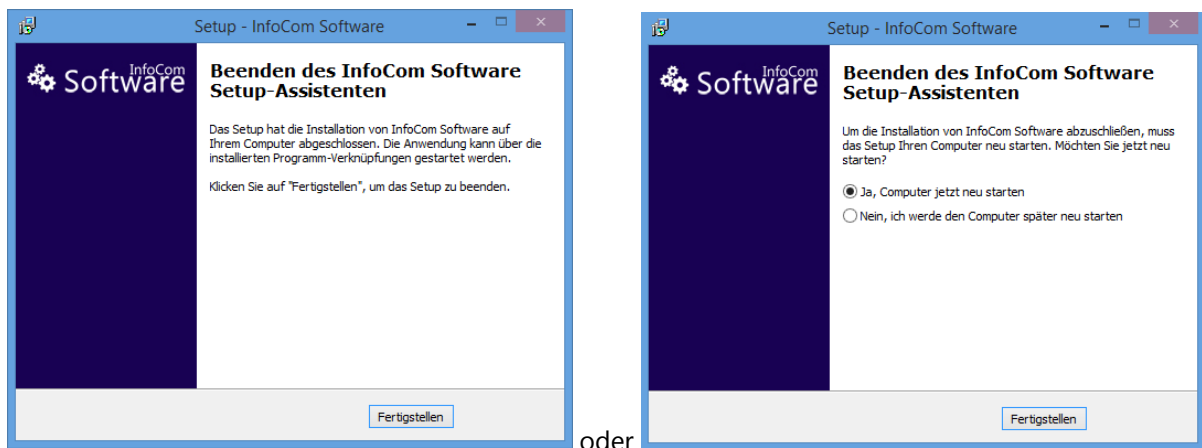 Setup - InfoCom Software
InfoCom
Software
Beenden des InfoCom Software
Setup-Assistenten
Das Setup hat die Installation von InfoCom Software auf
Ihrem Computer abgeschlossen. Die Anwendung kann über die
installierten Programm-Verknüpfungen gestartet werden.
Klicken Sie auf "Fertigstellen", um das Setup zu beenden.
Fertigstellen
oder
Setup - InfoCom Software
InfoCom
Software
Beenden des InfoCom Software
Setup-Assistenten
Um die Installation von InfoCom Software abzuschließen, muss
das Setup Ihren Computer neu starten. Möchten Sie jetzt neu
starten?
Ja, Computer jetzt neu starten
Nein, ich werde den Computer später neu starten
Fertigstellen